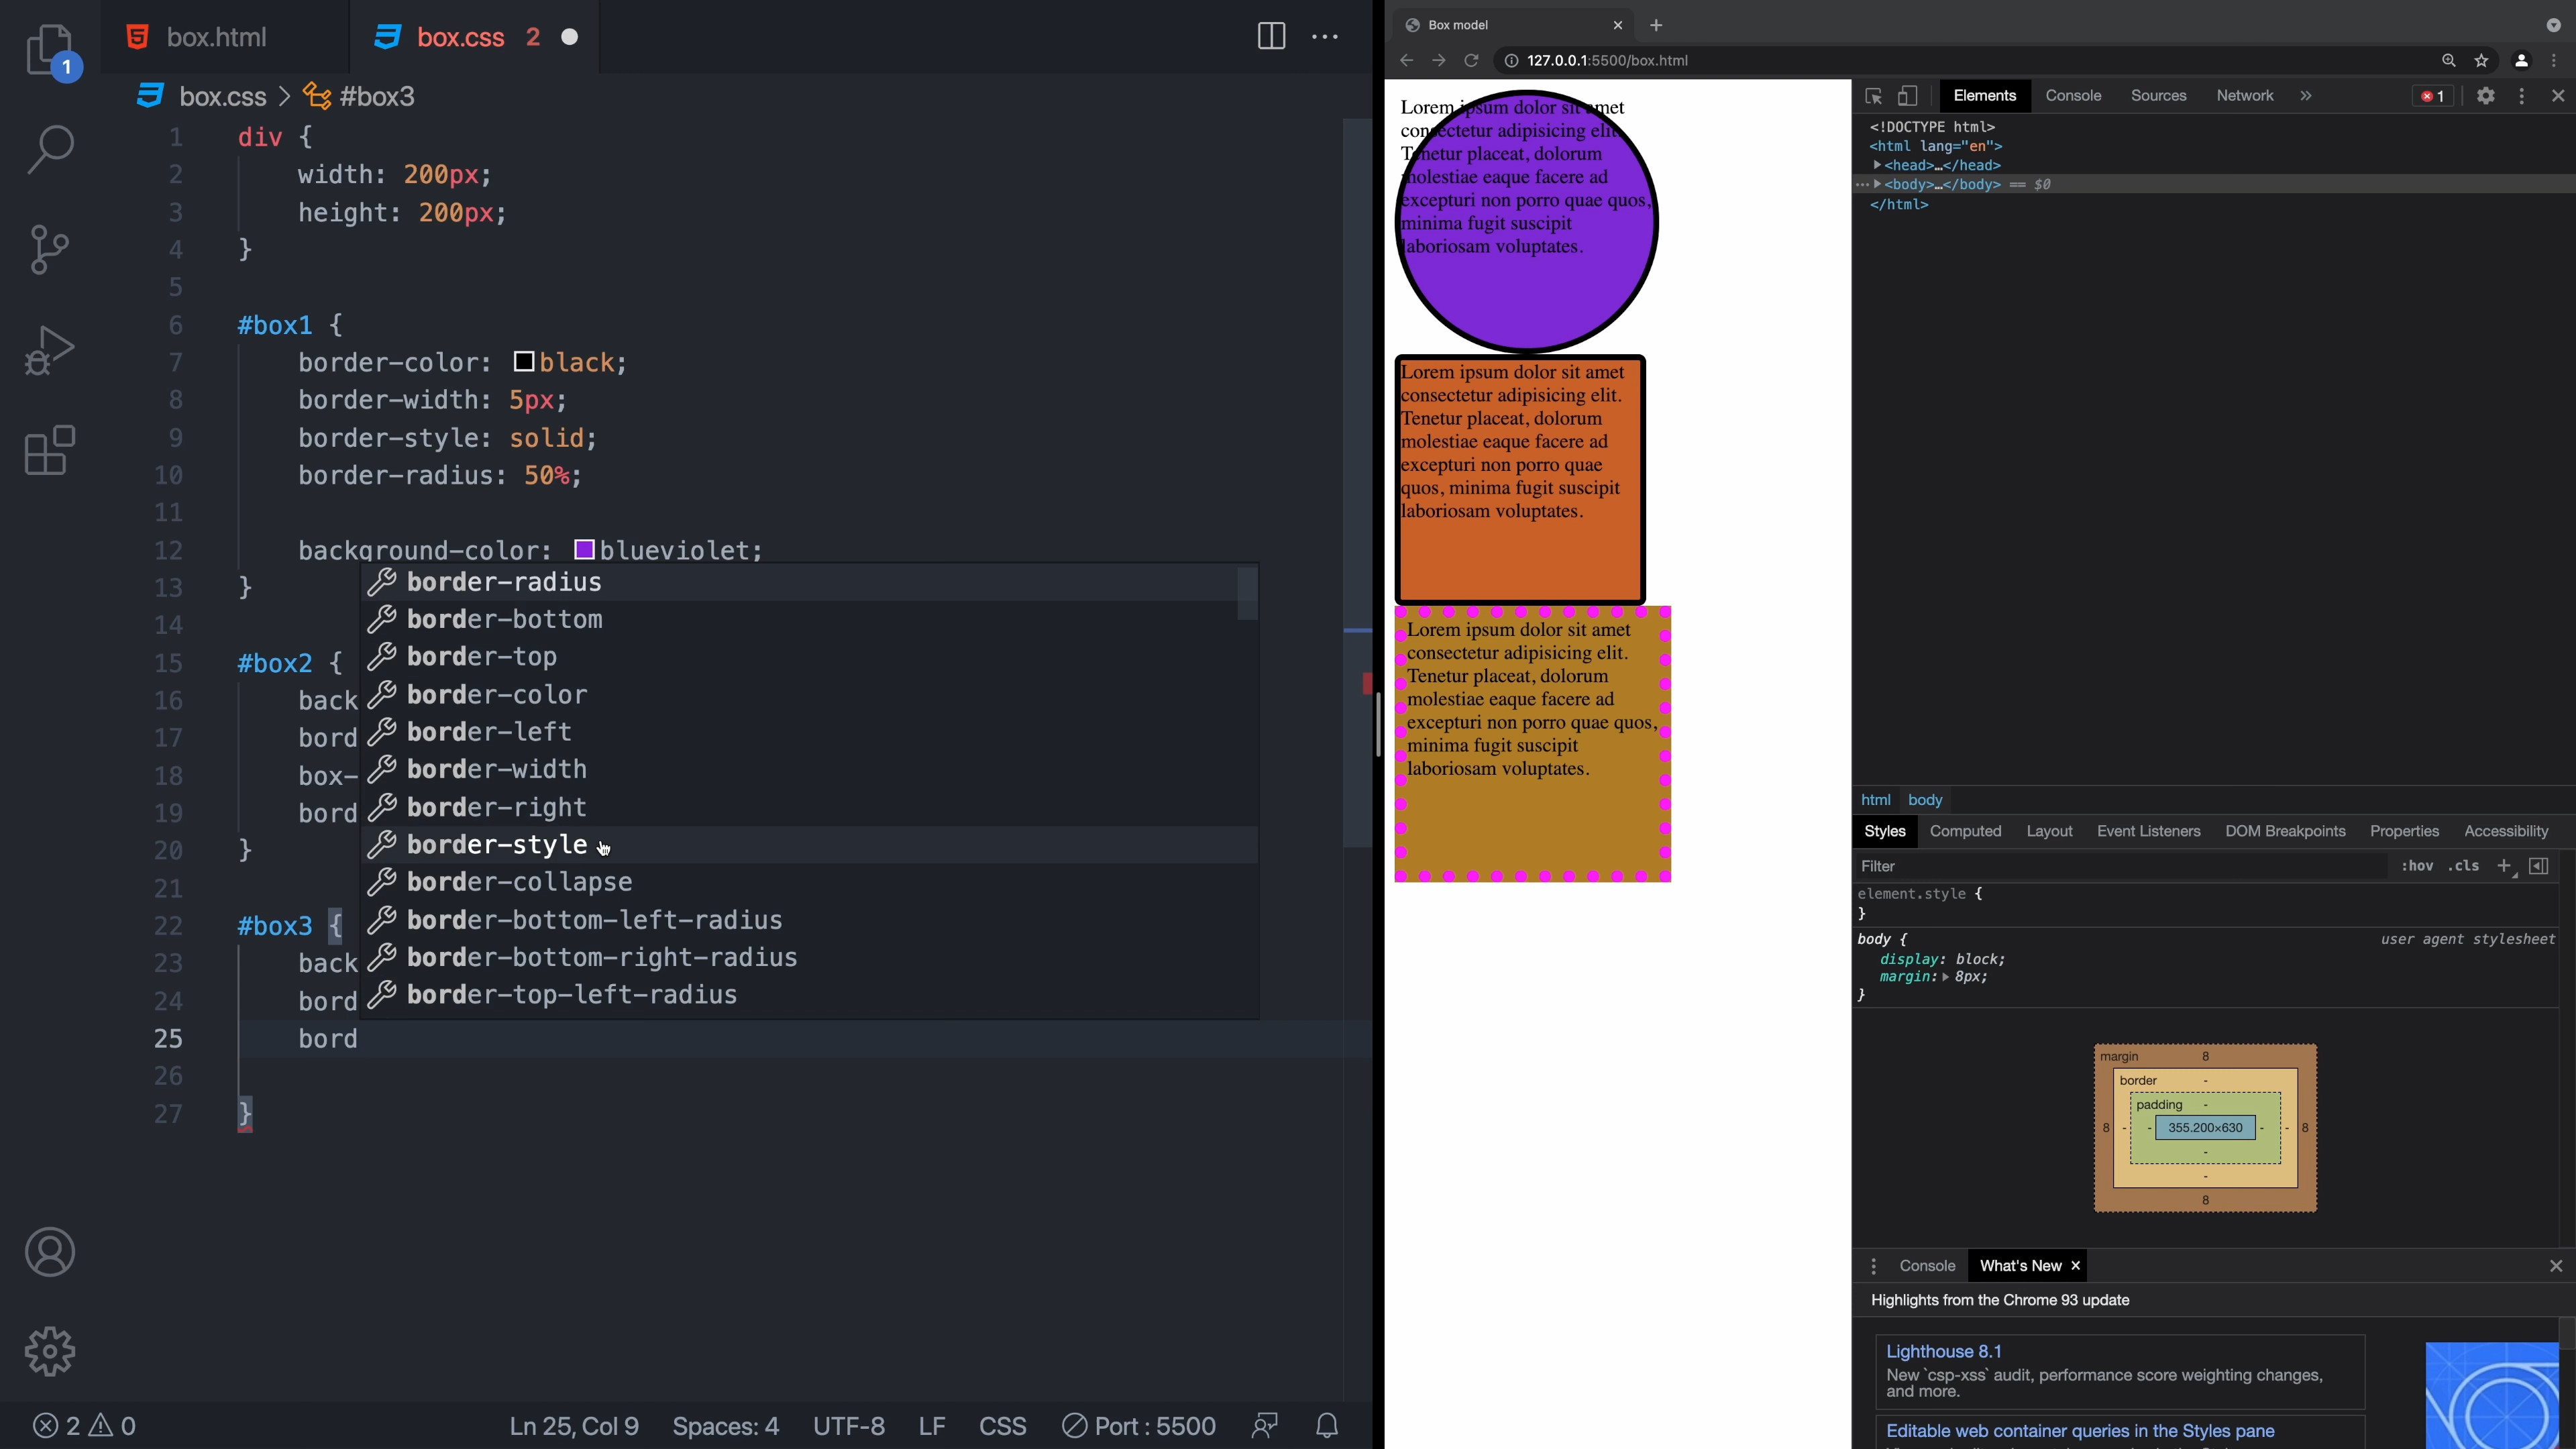 1
box.html
box.css 2
box.css > #box3
1 div {
2 width: 200px;
3 height: 200px;
4 }
5
6 #box1 {
7 border-color: black;
8 border-width: 5px;
9 border-style: solid;
10 border-radius: 50%;
11
12 background-color: blueviolet;
13 }
14
15 #box2 {
16 back
17 bord
18 box-
19 bord
20 }
21
22 #box3 {
23 back
24 bord
25 bord
26
27 }
border-radius
border-bottom
border-top
border-color
border-left
border-width
border-right
border-style
border-collapse
border-bottom-left-radius
border-bottom-right-radius
border-top-left-radius
2 0
Ln 25, Col 9 Spaces: 4 UTF-8 LF CSS Port : 5500
Box model
127.0.0.1:5500/box.html
Lorem ipsum dolor sit amet
consectetur adipisicing elit.
Tenetur placeat, dolorum
molestiae eaque facere ad
excepturi non porro quae quos,
minima fugit suscipit
laboriosam voluptates.
Lorem ipsum dolor sit amet
consectetur adipisicing elit.
Tenetur placeat, dolorum
molestiae eaque facere ad
excepturi non porro quae
quos, minima fugit suscipit
laboriosam voluptates.
Lorem ipsum dolor sit amet
consectetur adipisicing elit.
Tenetur placeat, dolorum
molestiae eaque facere ad
excepturi non porro quae quos,
minima fugit suscipit
laboriosam voluptates.
Elements Console Sources Network » 1
<!DOCTYPE html>
<html lang="en">
<head>…</head>
<body>…</body> == $0
</html>
html body
Styles Computed Layout Event Listeners DOM Breakpoints Properties Accessibility
Filter :hov .cls +
element.style {
}
body { user agent stylesheet
display: block;
margin: 8px;
}
margin 8
border -
padding -
8 - - 355.200×630 - - 8
-
-
8
Console What's New ×
Highlights from the Chrome 93 update
Lighthouse 8.1
New `csp-xss` audit, performance score weighting changes,
and more.
Editable web container queries in the Styles pane